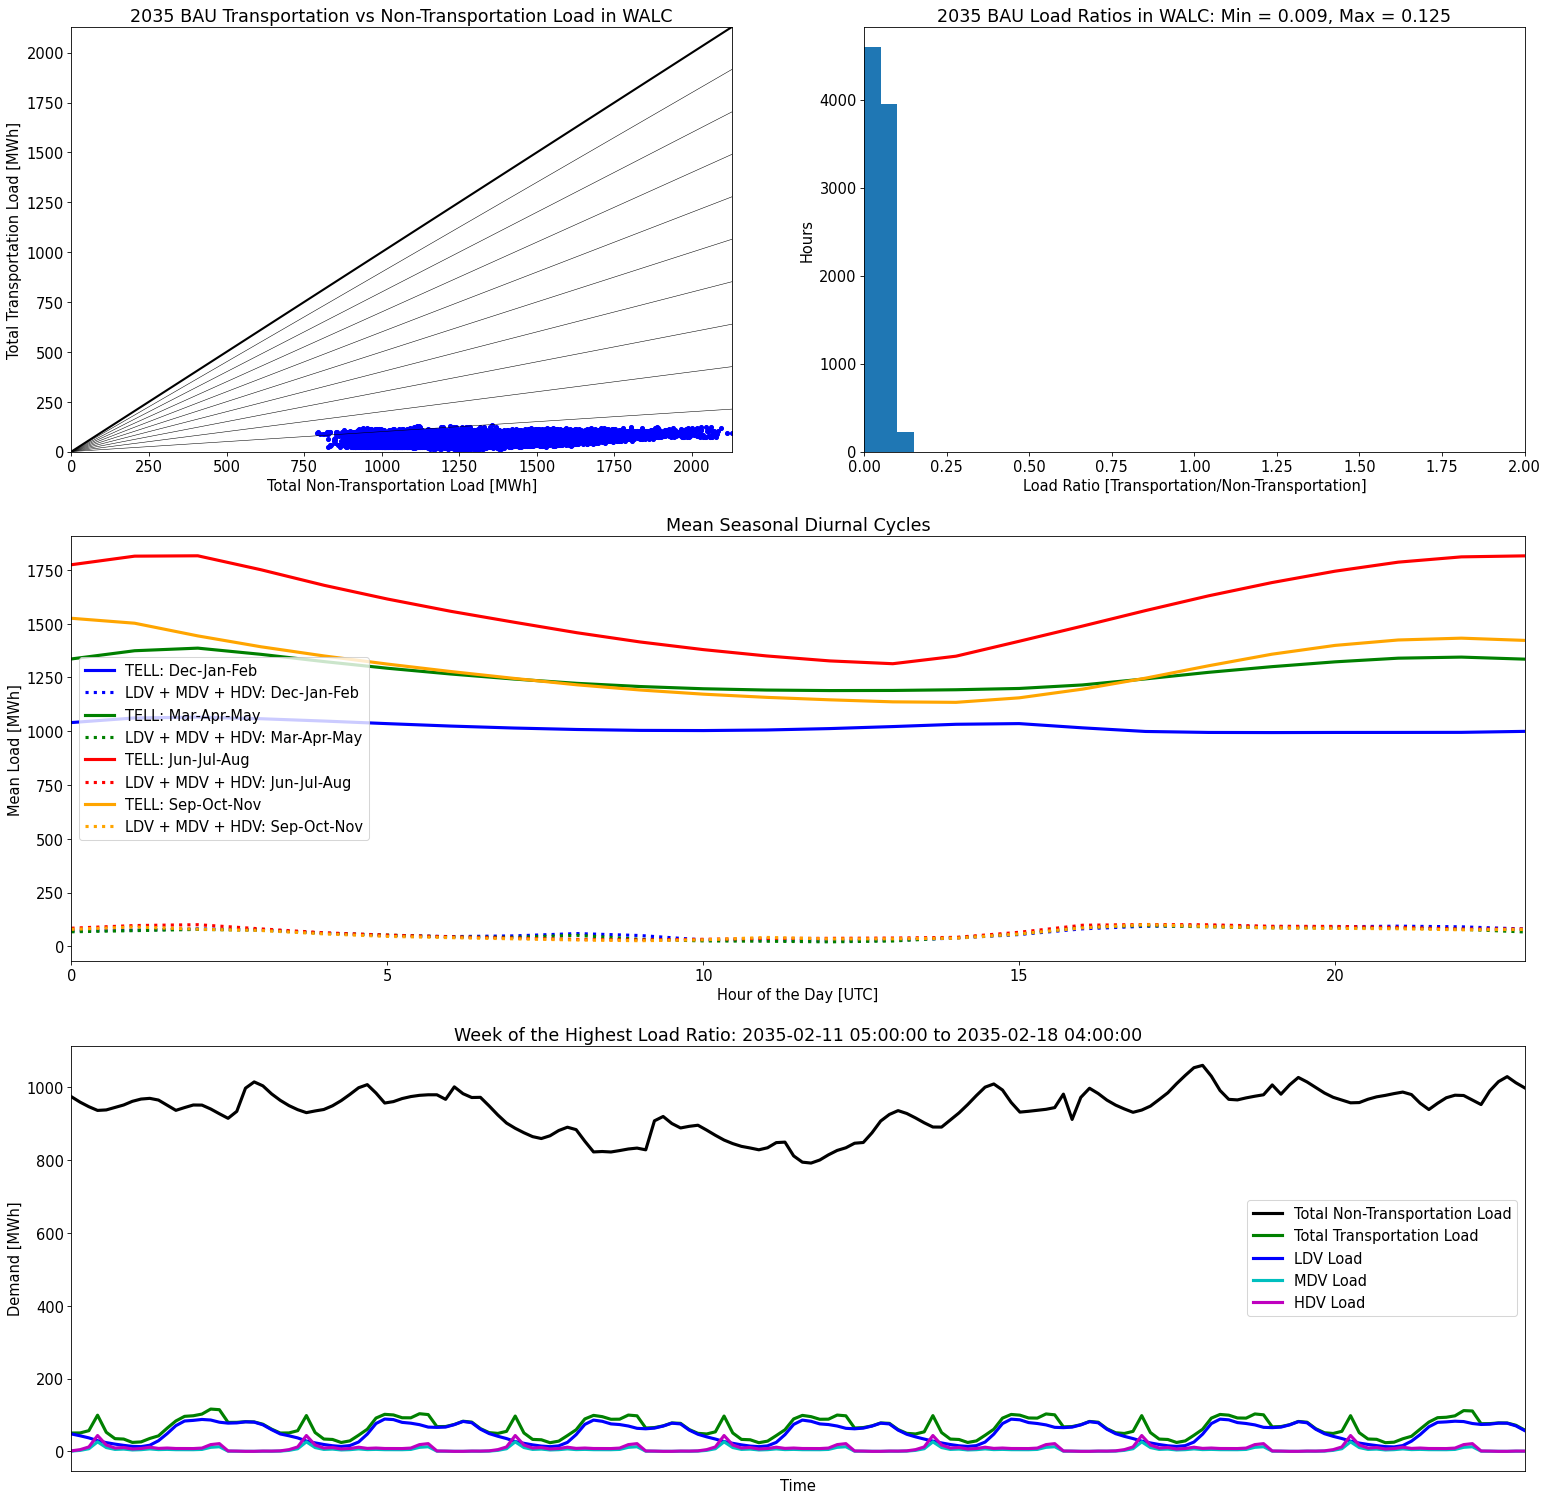 2035 BAU Transportation vs Non-Transportation Load in WALC
Total Transportation Load [MWh]
2000
1750
1500
1250
1000
750
500
250
0
0 250 500 750 1000 1250 1500 1750 2000
Total Non-Transportation Load [MWh]
2035 BAU Load Ratios in WALC: Min = 0.009, Max = 0.125
Hours
4000
3000
2000
1000
0
0.00 0.25 0.50 0.75 1.00 1.25 1.50 1.75 2.00
Load Ratio [Transportation/Non-Transportation]
Mean Seasonal Diurnal Cycles
Mean Load [MWh]
1750
1500
1250
1000
750
500
250
0
TELL: Dec-Jan-Feb
LDV + MDV + HDV: Dec-Jan-Feb
TELL: Mar-Apr-May
LDV + MDV + HDV: Mar-Apr-May
TELL: Jun-Jul-Aug
LDV + MDV + HDV: Jun-Jul-Aug
TELL: Sep-Oct-Nov
LDV + MDV + HDV: Sep-Oct-Nov
0 5 10 15 20
Hour of the Day [UTC]
Week of the Highest Load Ratio: 2035-02-11 05:00:00 to 2035-02-18 04:00:00
Demand [MWh]
1000
800
600
400
200
0
Total Non-Transportation Load
Total Transportation Load
LDV Load
MDV Load
HDV Load
Time